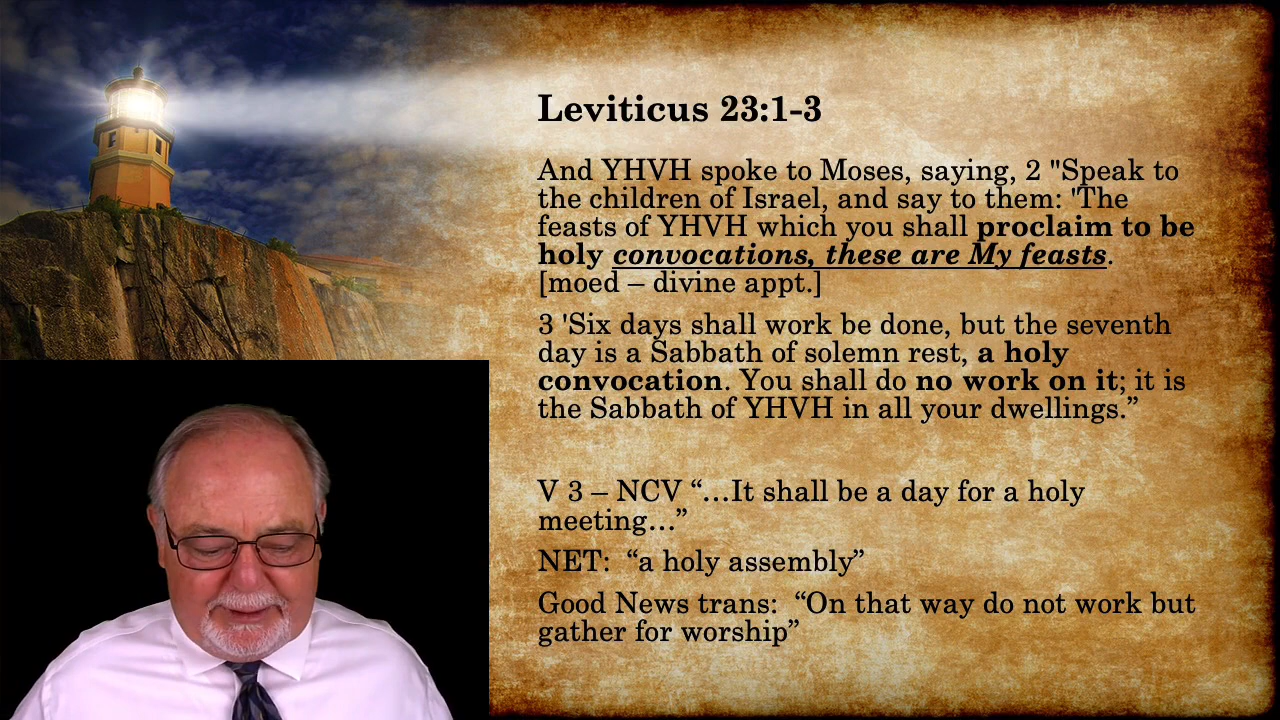 Leviticus 23:1-3
And YHVH spoke to Moses, saying, 2 "Speak to
the children of Israel, and say to them: 'The
feasts of YHVH which you shall proclaim to be
holy convocations, these are My feasts.
[moed – divine appt.]
3 'Six days shall work be done, but the seventh
day is a Sabbath of solemn rest, a holy
convocation. You shall do no work on it; it is
the Sabbath of YHVH in all your dwellings.”
V 3 – NCV “…It shall be a day for a holy
meeting…”
NET:  “a holy assembly”
Good News trans:  “On that way do not work but
gather for worship”